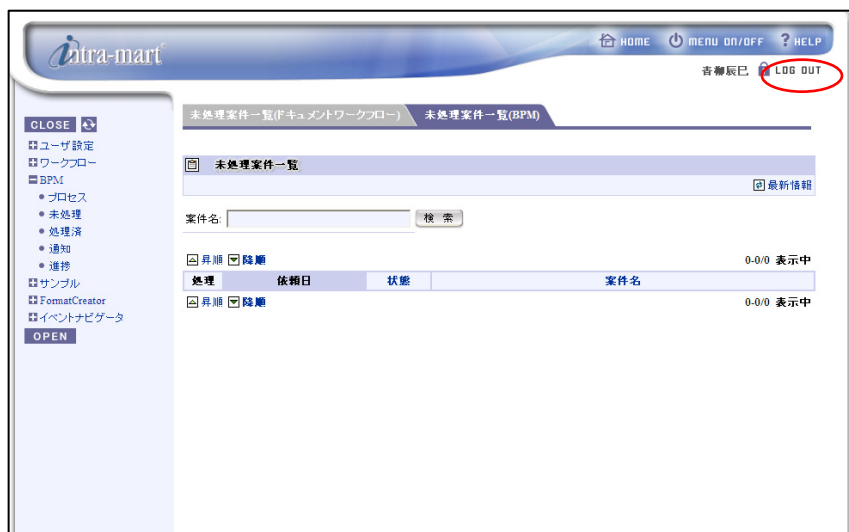 intra-mart
HOME MENU ON/OFF ? HELP
青柳辰巳 LOG OUT
CLOSE
ユーザ設定
ワークフロー
BPM
プロセス
未処理
処理済
通知
進捗
サンプル
FormatCreator
イベントナビゲータ
OPEN
未処理案件一覧(ドキュメントワークフロー) 未処理案件一覧(BPM)
未処理案件一覧
最新情報
案件名: 検 索
昇順 降順 0-0/0 表示中
処理 依頼日 状態 案件名
昇順 降順 0-0/0 表示中